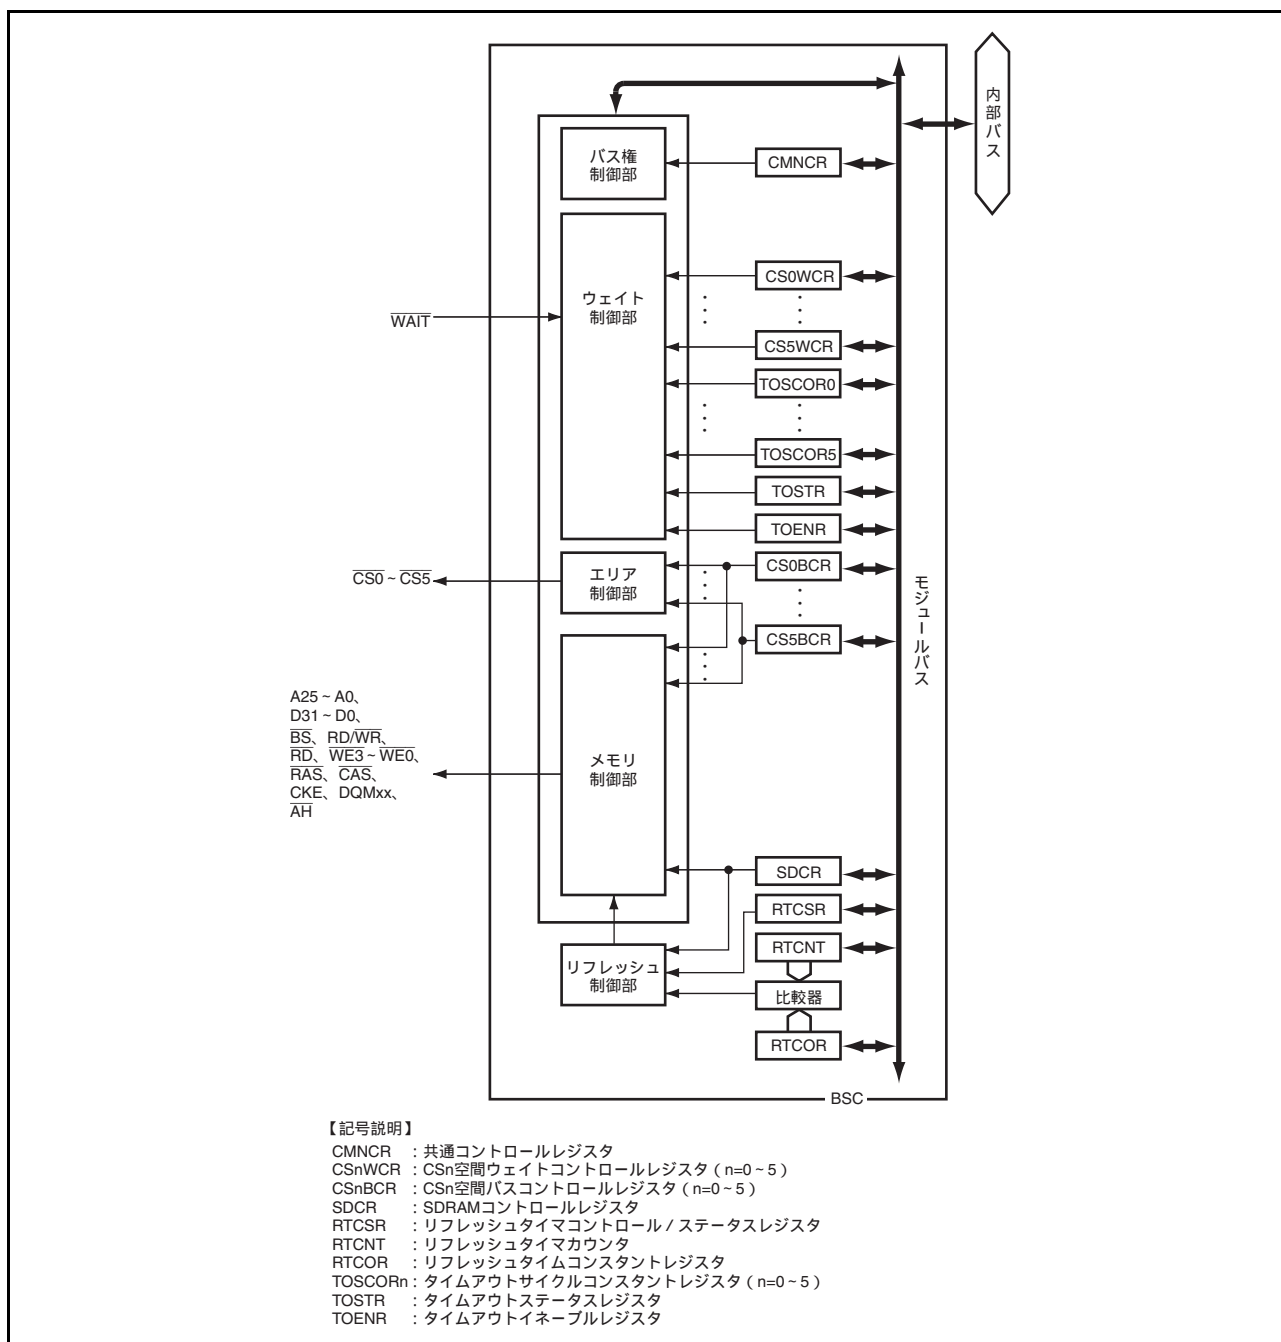 内部バス
バス権
制御部
CMNCR
ウェイト
制御部
CS0WCR
WAIT
CS5WCR
TOSCOR0
TOSCOR5
TOSTR
TOENR
CS0~CS5
エリア
制御部
CS0BCR
CS5BCR
モジュールバス
A25~A0、
D31~D0、
BS、RD/WR、
RD、WE3~WE0、
RAS、CAS、
CKE、DQMxx、
AH
メモリ
制御部
SDCR
RTCSR
RTCNT
リフレッシュ
制御部
比較器
RTCOR
BSC
【記号説明】
CMNCR :共通コントロールレジスタ
CSnWCR :CSn空間ウェイトコントロールレジスタ(n=0~5)
CSnBCR :CSn空間バスコントロールレジスタ(n=0~5)
SDCR :SDRAMコントロールレジスタ
RTCSR :リフレッシュタイマコントロール/ステータスレジスタ
RTCNT :リフレッシュタイマカウンタ
RTCOR :リフレッシュタイムコンスタントレジスタ
TOSCORn:タイムアウトサイクルコンスタントレジスタ(n=0~5)
TOSTR :タイムアウトステータスレジスタ
TOENR :タイムアウトイネーブルレジスタ